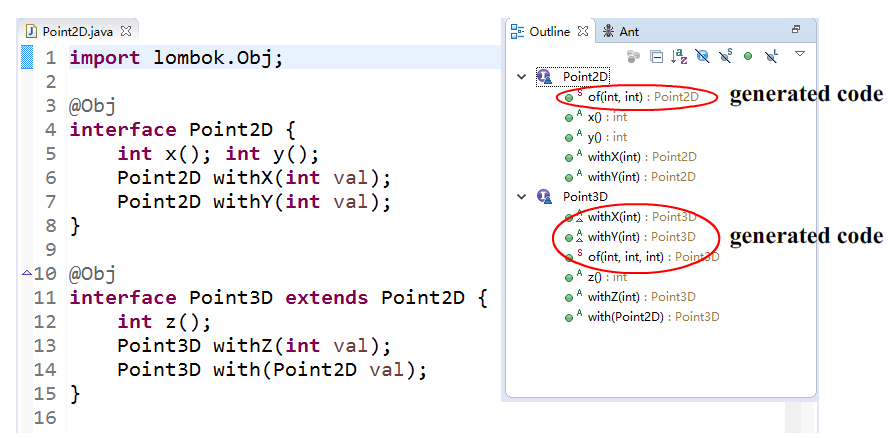 Point2D.java
1 import lombok.Obj;
2
3 @Obj
4 interface Point2D {
5 int x(); int y();
6 Point2D withX(int val);
7 Point2D withY(int val);
8 }
9
10 @Obj
11 interface Point3D extends Point2D {
12 int z();
13 Point3D withZ(int val);
14 Point3D with(Point2D val);
15 }
16
Outline Ant
Point2D
of(int, int) : Point2D
generated code
x() : int
y() : int
withX(int) : Point2D
withY(int) : Point2D
Point3D
withX(int) : Point3D
withY(int) : Point3D
generated code
of(int, int, int) : Point3D
z() : int
withZ(int) : Point3D
with(Point2D) : Point3D